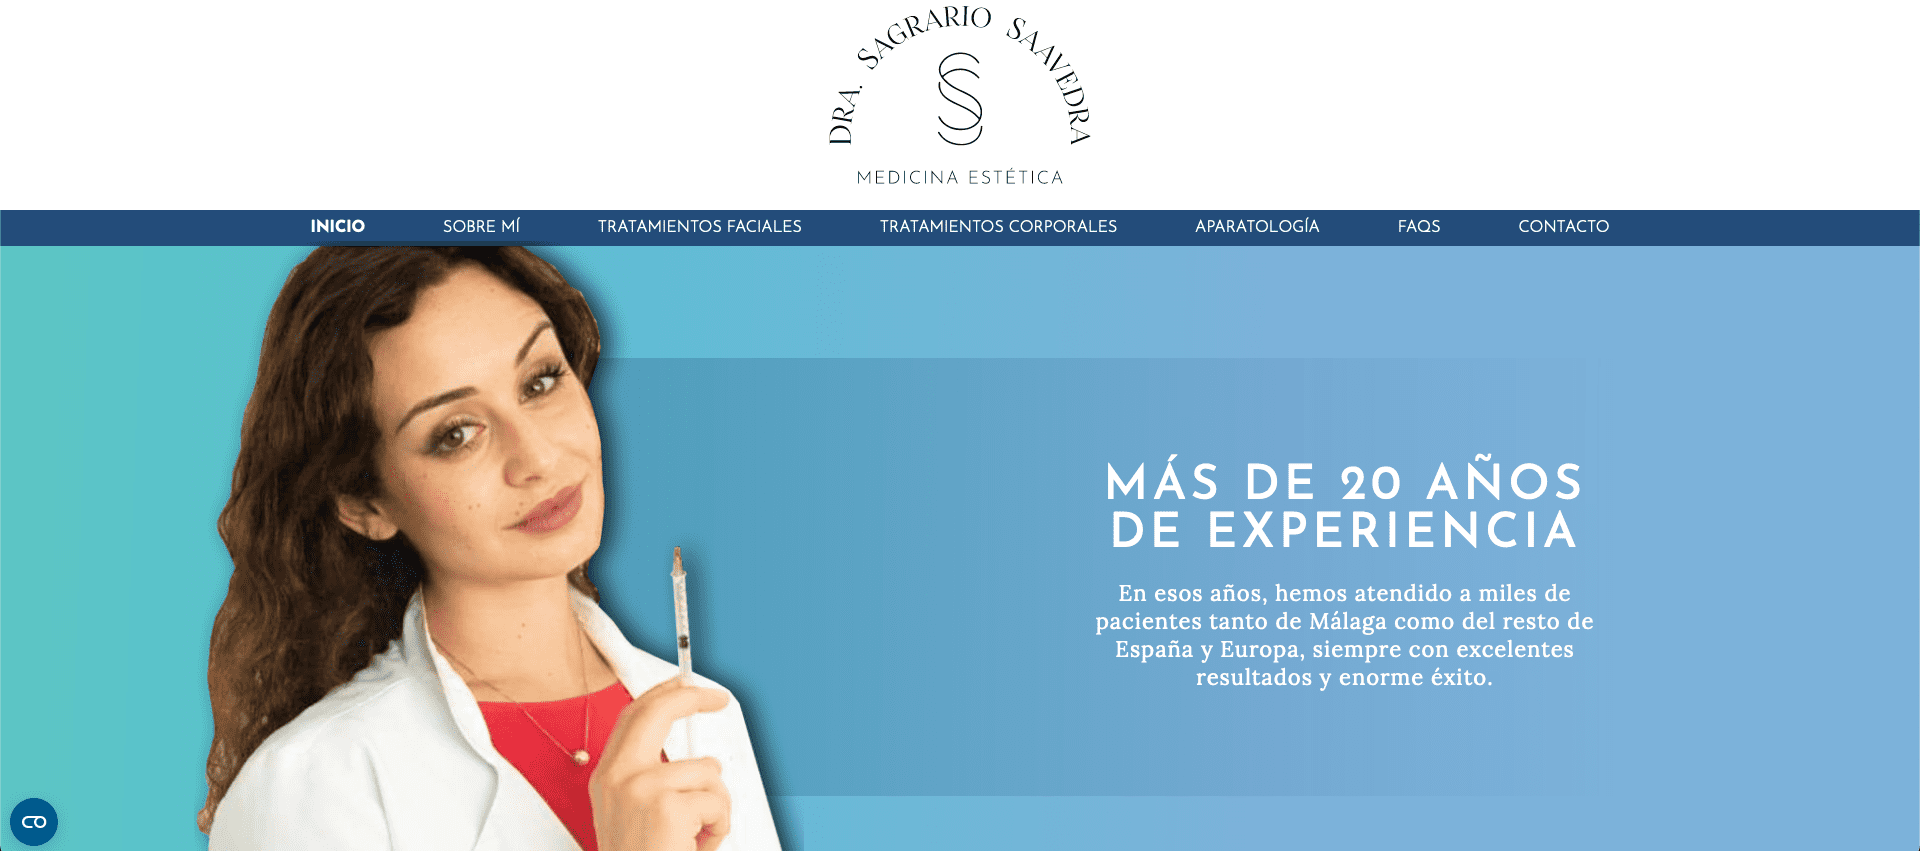 DRA. SAGRARIO SAAVEDRA
MEDICINA ESTÉTICA
INICIO SOBRE MÍ TRATAMIENTOS FACIALES TRATAMIENTOS CORPORALES APARATOLOGÍA FAQS CONTACTO
MÁS DE 20 AÑOS
DE EXPERIENCIA
En esos años, hemos atendido a miles de
pacientes tanto de Málaga como del resto de
España y Europa, siempre con excelentes
resultados y enorme éxito.